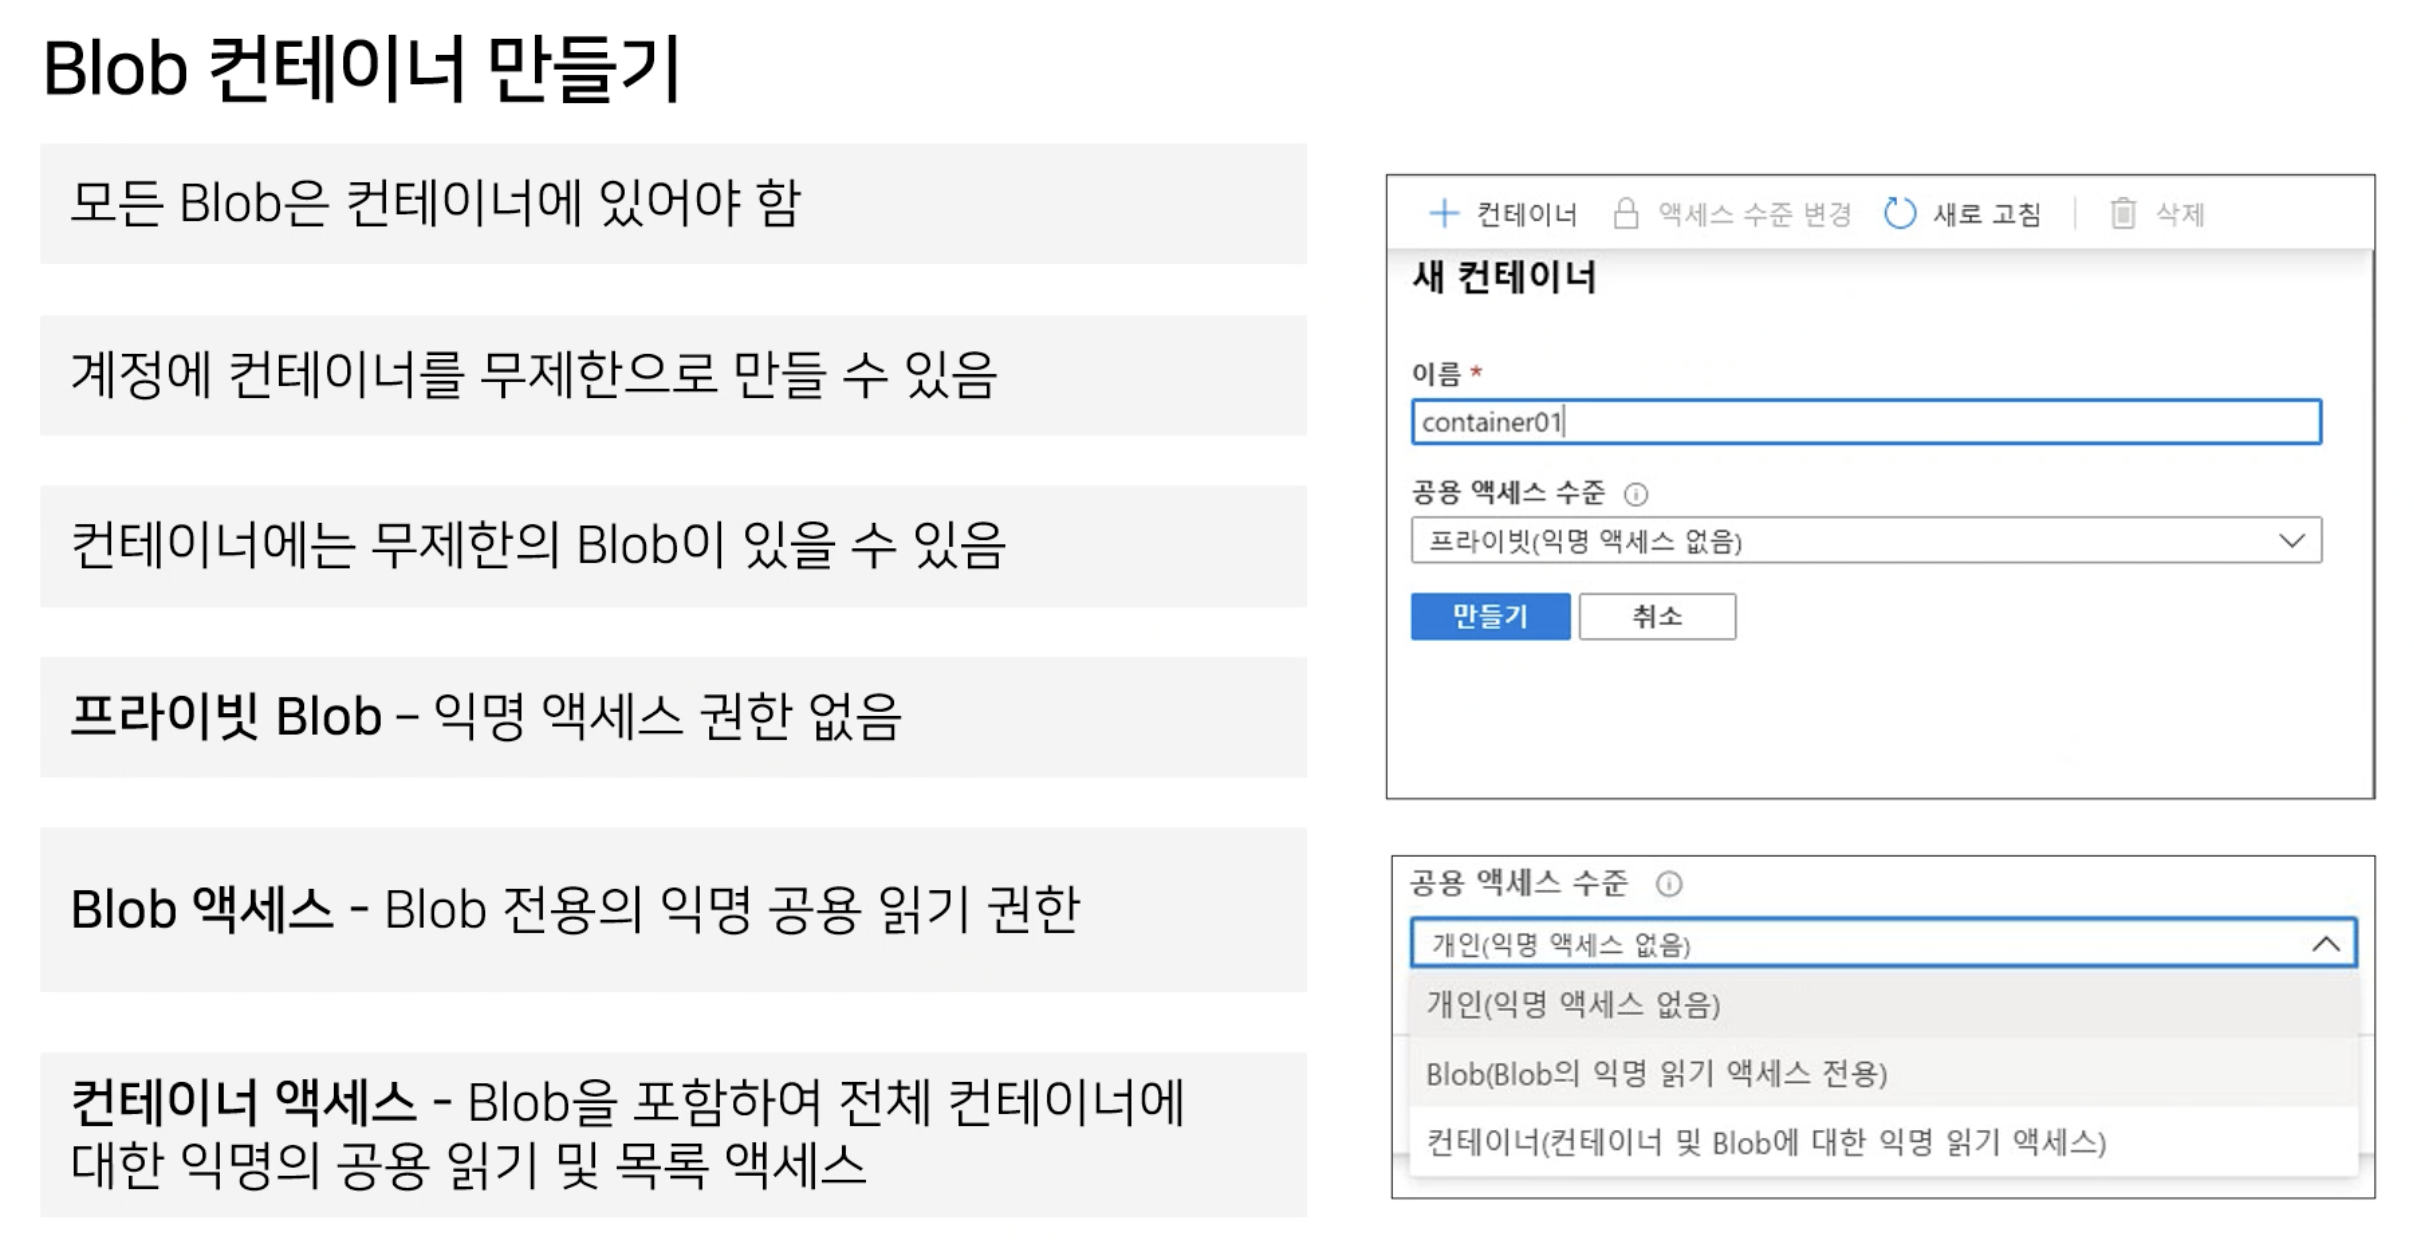 Blob 컨테이너 만들기
모든 Blob은 컨테이너에 있어야 함
계정에 컨테이너를 무제한으로 만들 수 있음
컨테이너에는 무제한의 Blob이 있을 수 있음
프라이빗 Blob – 익명 액세스 권한 없음
Blob 액세스 - Blob 전용의 익명 공용 읽기 권한
컨테이너 액세스 - Blob을 포함하여 전체 컨테이너에
대한 익명의 공용 읽기 및 목록 액세스
컨테이너 액세스 수준 변경 새로 고침 삭제
새 컨테이너
이름 *
container01
공용 액세스 수준
프라이빗(익명 액세스 없음)
만들기 취소
공용 액세스 수준
개인(익명 액세스 없음)
개인(익명 액세스 없음)
Blob(Blob의 익명 읽기 액세스 전용)
컨테이너(컨테이너 및 Blob에 대한 익명 읽기 액세스)